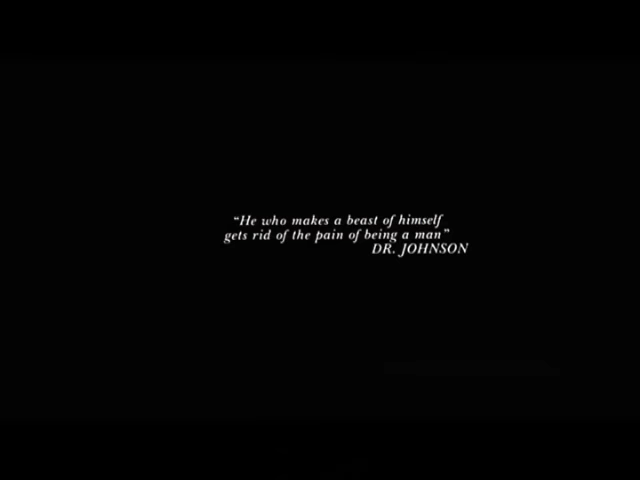 “He who makes a beast of himself
gets rid of the pain of being a man”
DR. JOHNSON